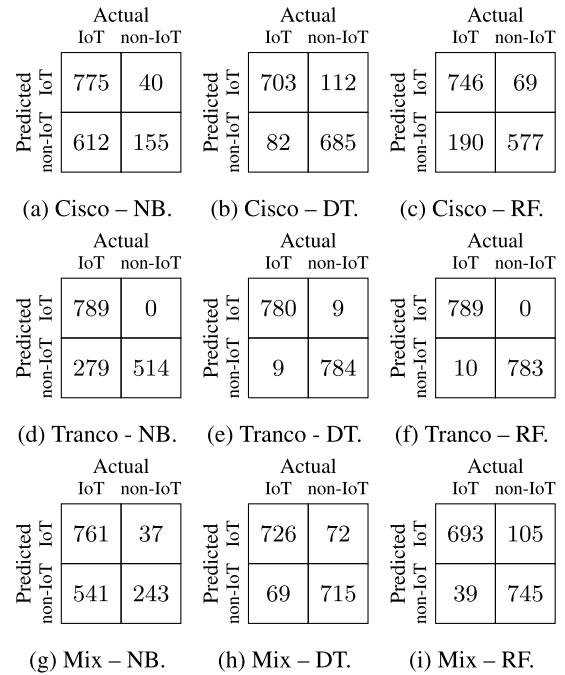 Actual Actual Actual
IoT non-IoT IoT non-IoT IoT non-IoT
Predicted Predicted Predicted
IoT 775 40 IoT 703 112 IoT 746 69
non-IoT 612 155 non-IoT 82 685 non-IoT 190 577
(a) Cisco – NB. (b) Cisco – DT. (c) Cisco – RF.
Actual Actual Actual
IoT non-IoT IoT non-IoT IoT non-IoT
Predicted Predicted Predicted
IoT 789 0 IoT 780 9 IoT 789 0
non-IoT 279 514 non-IoT 9 784 non-IoT 10 783
(d) Tranco - NB. (e) Tranco - DT. (f) Tranco – RF.
Actual Actual Actual
IoT non-IoT IoT non-IoT IoT non-IoT
Predicted Predicted Predicted
IoT 761 37 IoT 726 72 IoT 693 105
non-IoT 541 243 non-IoT 69 715 non-IoT 39 745
(g) Mix – NB. (h) Mix – DT. (i) Mix – RF.